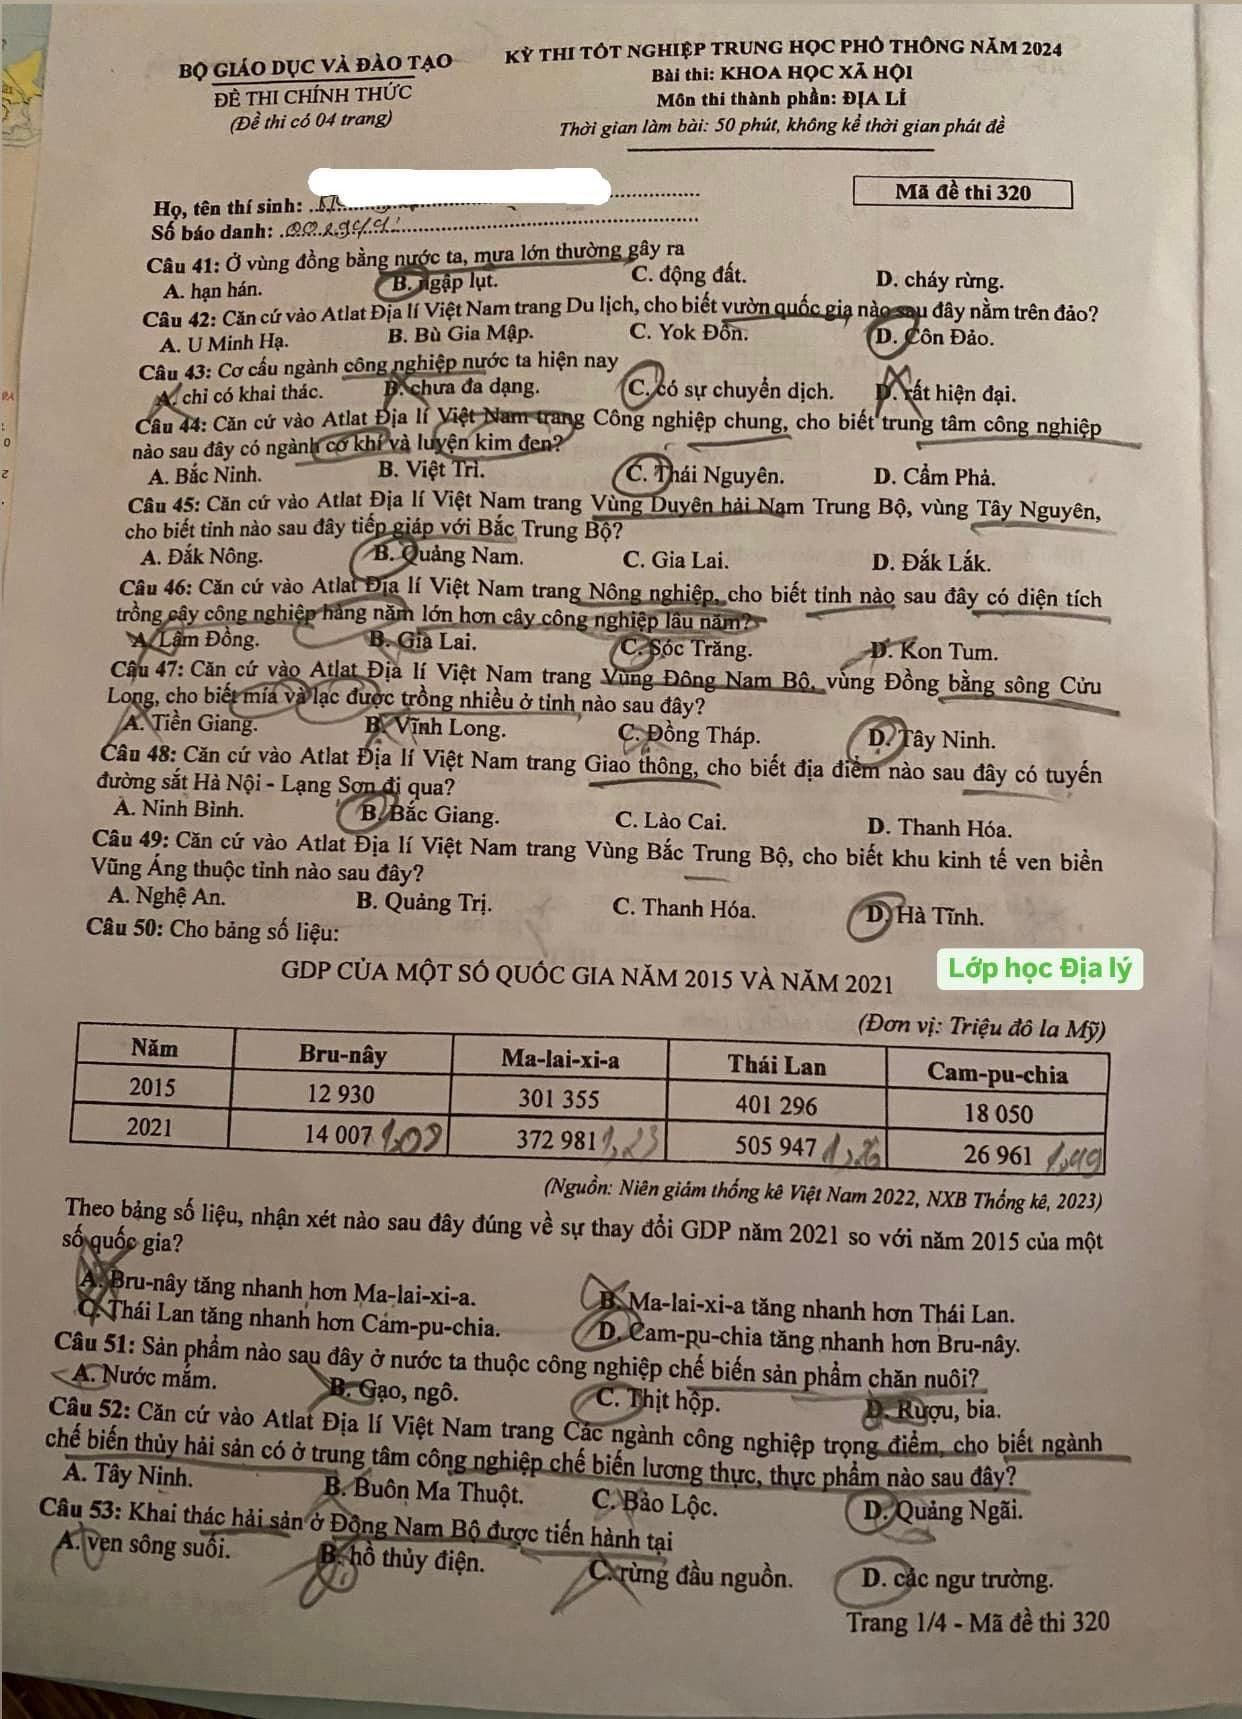 BỘ GIÁO DỤC VÀ ĐÀO TẠO
ĐỀ THI CHÍNH THỨC
(Đề thi có 04 trang)
KỲ THI TỐT NGHIỆP TRUNG HỌC PHỔ THÔNG NĂM 2024
Bài thi: KHOA HỌC XÃ HỘI
Môn thi thành phần: ĐỊA LÍ
Thời gian làm bài: 50 phút, không kể thời gian phát đề
Họ, tên thí sinh:
Mã đề thi 320
Số báo danh:
Câu 41: Ở vùng đồng bằng nước ta, mưa lớn thường gây ra
A. hạn hán. B. ngập lụt. C. động đất. D. cháy rừng.
Câu 42: Căn cứ vào Atlat Địa lí Việt Nam trang Du lịch, cho biết vườn quốc gia nào sau đây nằm trên đảo?
A. U Minh Hạ. B. Bù Gia Mập. C. Yok Đôn. D. Côn Đảo.
Câu 43: Cơ cấu ngành công nghiệp nước ta hiện nay
A. chỉ có khai thác. B. chưa đa dạng. C. có sự chuyển dịch. D. rất hiện đại.
Câu 44: Căn cứ vào Atlat Địa lí Việt Nam trang Công nghiệp chung, cho biết trung tâm công nghiệp
nào sau đây có ngành cơ khí và luyện kim đen?
A. Bắc Ninh. B. Việt Trì. C. Thái Nguyên. D. Cẩm Phả.
Câu 45: Căn cứ vào Atlat Địa lí Việt Nam trang Vùng Duyên hải Nam Trung Bộ, vùng Tây Nguyên,
cho biết tỉnh nào sau đây tiếp giáp với Bắc Trung Bộ?
A. Đắk Nông. B. Quảng Nam. C. Gia Lai. D. Đắk Lắk.
Câu 46: Căn cứ vào Atlat Địa lí Việt Nam trang Nông nghiệp, cho biết tỉnh nào sau đây có diện tích
trồng cây công nghiệp hàng năm lớn hơn cây công nghiệp lâu năm?
A. Lâm Đồng. B. Gia Lai. C. Sóc Trăng. D. Kon Tum.
Câu 47: Căn cứ vào Atlat Địa lí Việt Nam trang Vùng Đông Nam Bộ, vùng Đồng bằng sông Cửu
Long, cho biết mía và lạc được trồng nhiều ở tỉnh nào sau đây?
A. Tiền Giang. B. Vĩnh Long. C. Đồng Tháp. D. Tây Ninh.
Câu 48: Căn cứ vào Atlat Địa lí Việt Nam trang Giao thông, cho biết địa điểm nào sau đây có tuyến
đường sắt Hà Nội - Lạng Sơn đi qua?
A. Ninh Bình. B. Bắc Giang. C. Lào Cai. D. Thanh Hóa.
Câu 49: Căn cứ vào Atlat Địa lí Việt Nam trang Vùng Bắc Trung Bộ, cho biết khu kinh tế ven biển
Vũng Áng thuộc tỉnh nào sau đây?
A. Nghệ An. B. Quảng Trị. C. Thanh Hóa. D. Hà Tĩnh.
Câu 50: Cho bảng số liệu:
Lớp học Địa lý
GDP CỦA MỘT SỐ QUỐC GIA NĂM 2015 VÀ NĂM 2021
(Đơn vị: Triệu đô la Mỹ)
Năm Bru-nây Ma-lai-xi-a Thái Lan Cam-pu-chia
2015 12 930 301 355 401 296 18 050
2021 14 007 1,08 372 981 1,23 505 947 1,26 26 961 1,49
(Nguồn: Niên giám thống kê Việt Nam 2022, NXB Thống kê, 2023)
Theo bảng số liệu, nhận xét nào sau đây đúng về sự thay đổi GDP năm 2021 so với năm 2015 của một
số quốc gia?
A. Bru-nây tăng nhanh hơn Ma-lai-xi-a. B. Ma-lai-xi-a tăng nhanh hơn Thái Lan.
C. Thái Lan tăng nhanh hơn Cam-pu-chia. D. Cam-pu-chia tăng nhanh hơn Bru-nây.
Câu 51: Sản phẩm nào sau đây ở nước ta thuộc công nghiệp chế biến sản phẩm chăn nuôi?
A. Nước mắm. B. Gạo, ngô. C. Thịt hộp. D. Rượu, bia.
Câu 52: Căn cứ vào Atlat Địa lí Việt Nam trang Các ngành công nghiệp trọng điểm, cho biết ngành
chế biến thủy hải sản có ở trung tâm công nghiệp chế biến lương thực, thực phẩm nào sau đây?
A. Tây Ninh. B. Buôn Ma Thuột. C. Bảo Lộc. D. Quảng Ngãi.
Câu 53: Khai thác hải sản ở Đông Nam Bộ được tiến hành tại
A. ven sông suối. B. hồ thủy điện. C. rừng đầu nguồn. D. các ngư trường.
Trang 1/4 - Mã đề thi 320